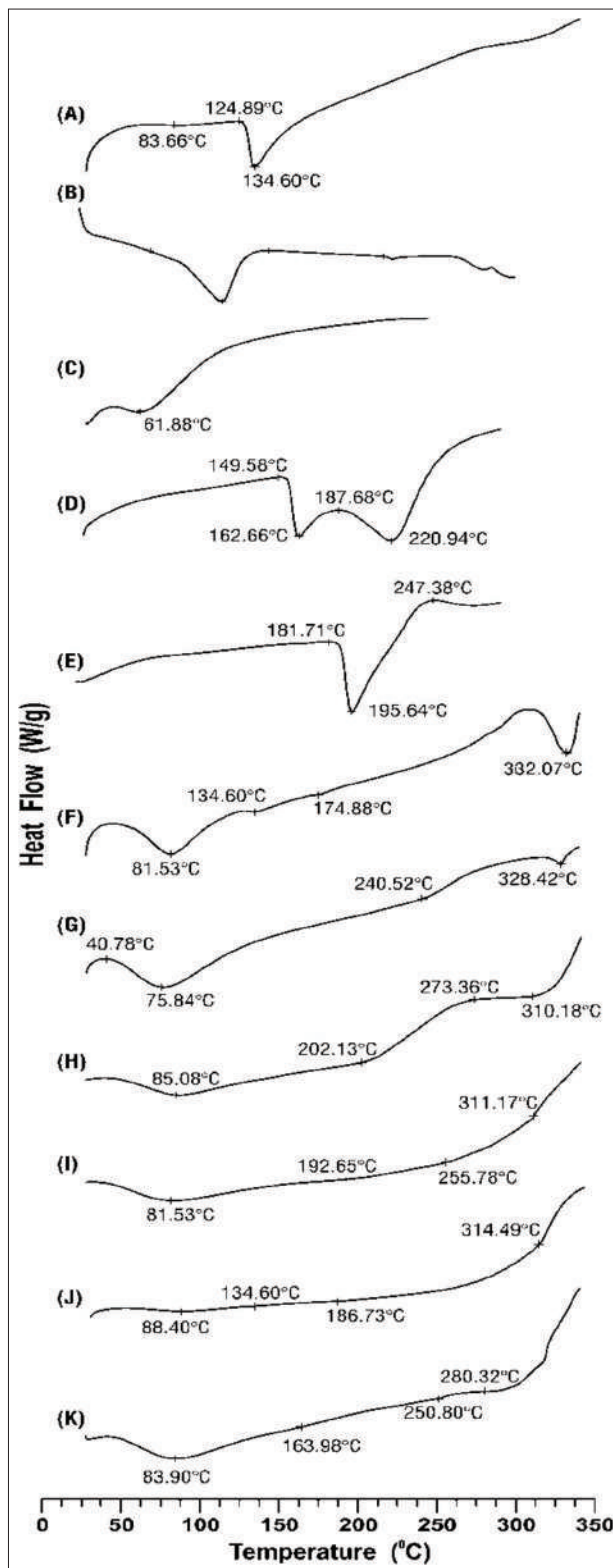 124.89°C
(A)
83.66°C
134.60°C
(B)
(C)
61.88°C
149.58°C
187.68°C
(D)
162.66°C
220.94°C
247.38°C
181.71°C
(E)
195.64°C
Heat Flow (W/g)
134.60°C
332.07°C
(F)
174.88°C
81.53°C
240.52°C
328.42°C
(G)
40.78°C
75.84°C
273.36°C
310.18°C
202.13°C
(H)
85.08°C
311.17°C
192.65°C
(I)
255.78°C
81.53°C
314.49°C
134.60°C
(J)
186.73°C
88.40°C
280.32°C
250.80°C
(K)
163.98°C
83.90°C
0 50 100 150 200 250 300 350
Temperature (⁰C)